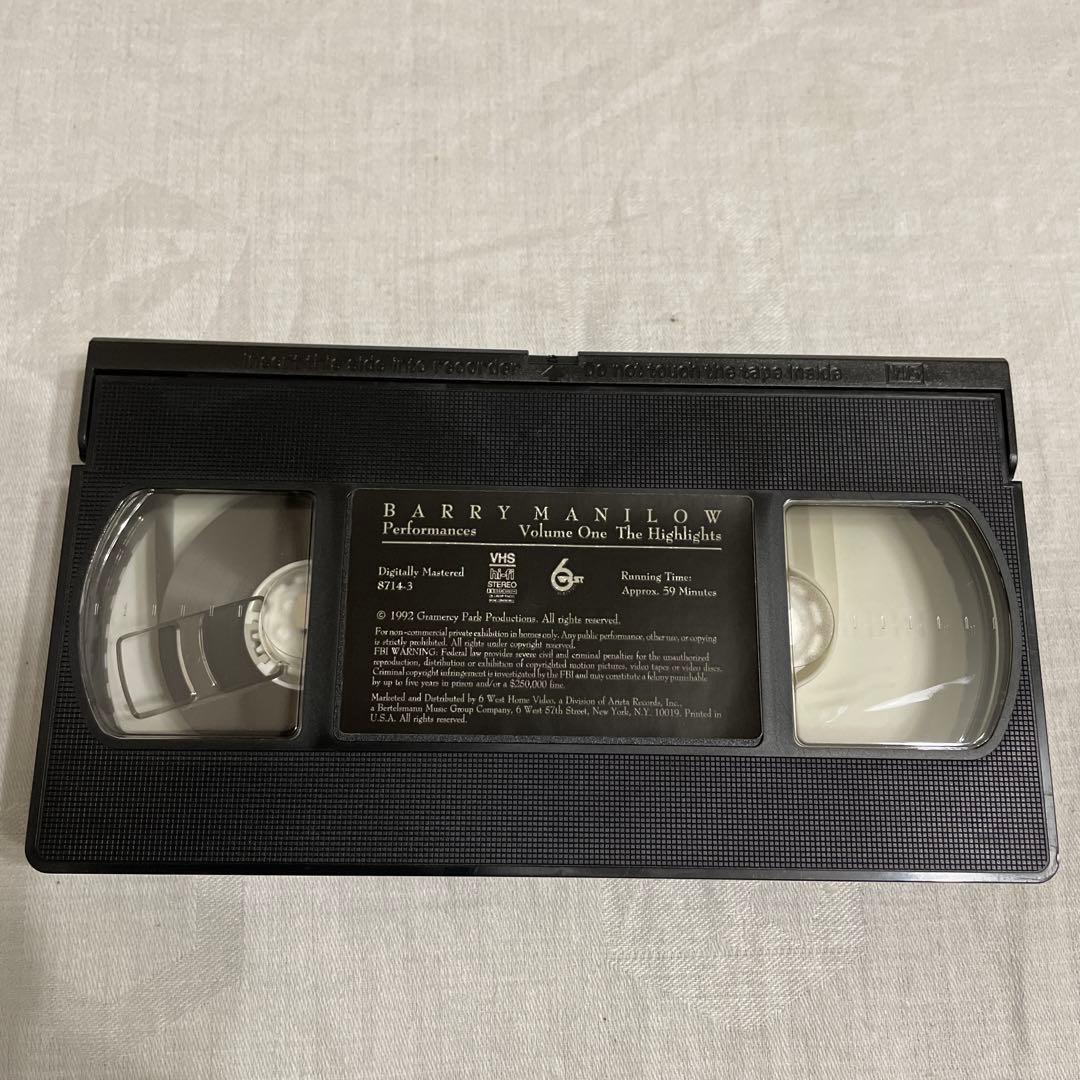 Insert this side into recorder Do not touch the tape inside VHS
BARRY MANILOW
Performances Volume One The Highlights
Digitally Mastered
8714-3
VHS
hi-fi
STEREO
6 WEST
Running Time:
Approx. 59 Minutes
© 1992 Gramercy Park Productions. All rights reserved.
For non-commercial private exhibition in homes only. Any public performance, other use, or copying
is strictly prohibited. All rights under copyright reserved.
FBI WARNING: Federal law provides severe civil and criminal penalties for the unauthorized
reproduction, distribution or exhibition of copyrighted motion pictures, video tapes or video discs.
Criminal copyright infringement is investigated by the FBI and may constitute a felony punishable
by up to five years in prison and/or a $250,000 fine.
Marketed and Distributed by 6 West Home Video, a Division of Arista Records, Inc.,
a Bertelsmann Music Group Company, 6 West 57th Street, New York, N.Y. 10019. Printed in
U.S.A. All rights reserved.